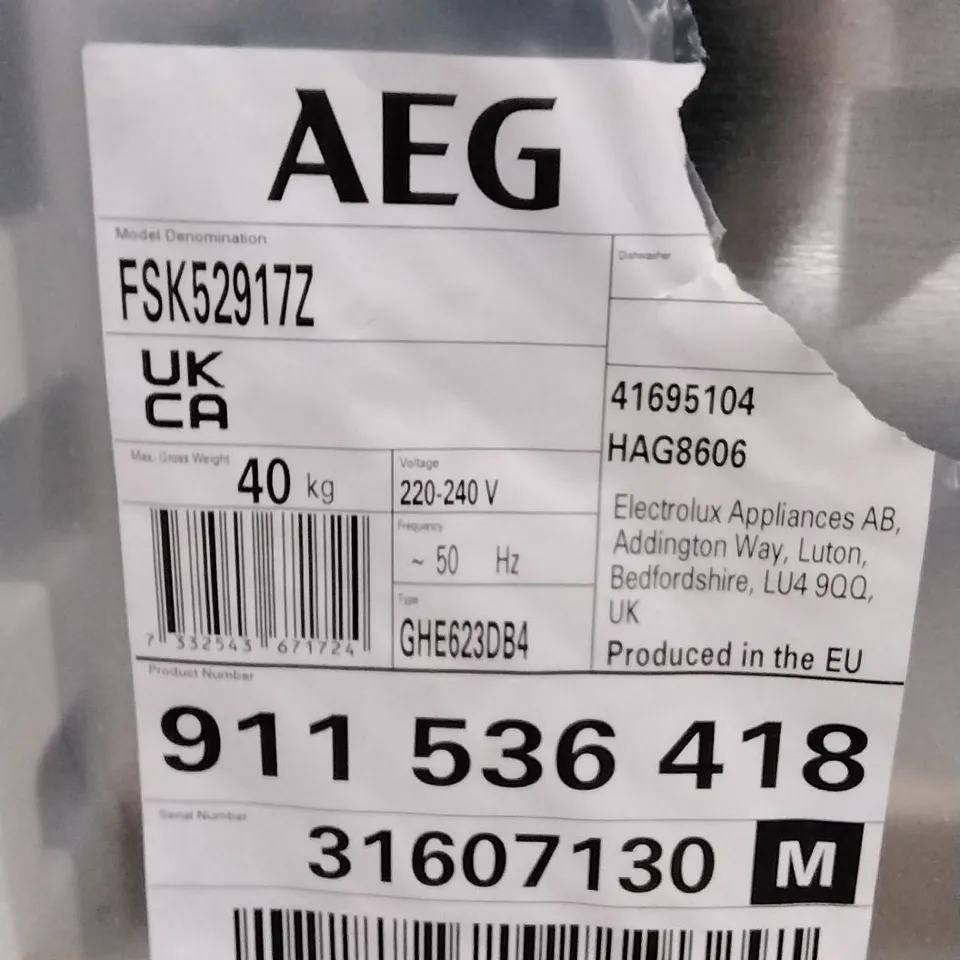 AEG
Model Denomination
FSK52917Z
Dishwasher
UK
CA
41695104
HAG8606
Max. Gross Weight
40 kg
Voltage
220-240 V
Frequency
~ 50 Hz
Type
GHE623DB4
Electrolux Appliances AB,
Addington Way, Luton,
Bedfordshire, LU4 9QQ,
UK
Produced in the EU
7 332543 671724
Product Number
911 536 418
Serial Number
31607130 M